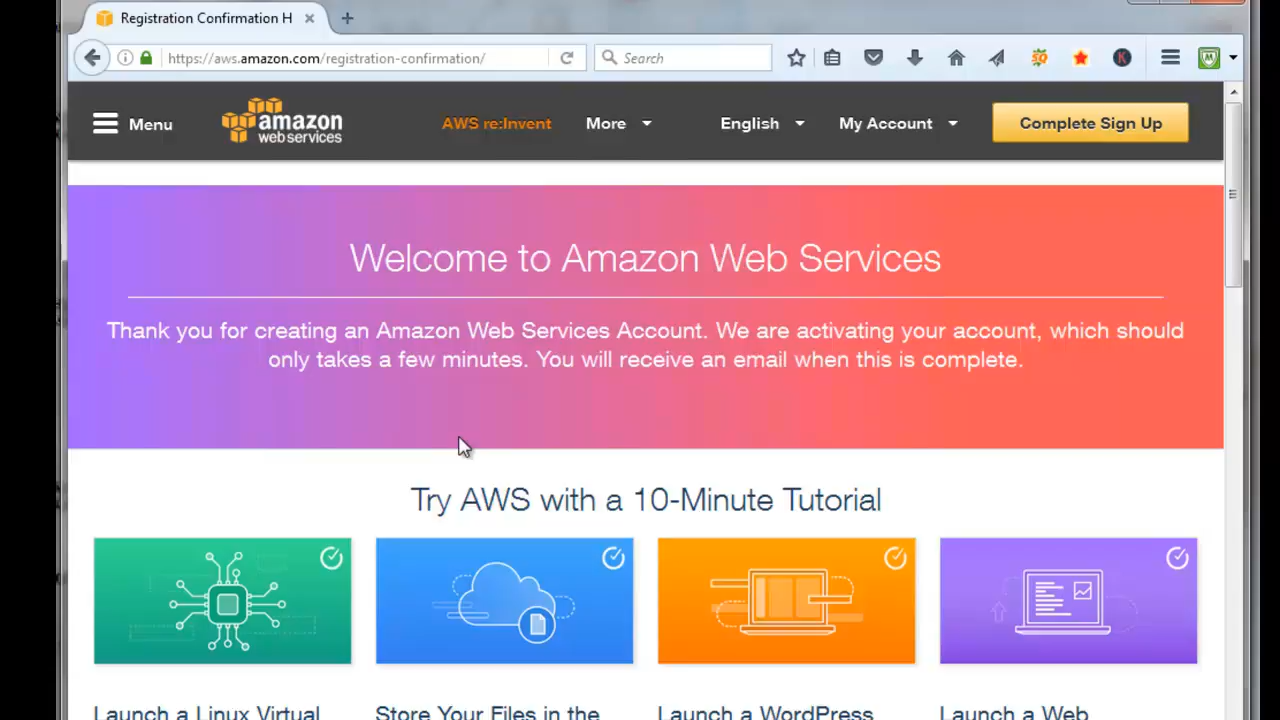 Registration Confirmation H
https://aws.amazon.com/registration-confirmation/
Search
Menu
amazon
web services
AWS re:Invent
More
English
My Account
Complete Sign Up
Welcome to Amazon Web Services
Thank you for creating an Amazon Web Services Account. We are activating your account, which should
only takes a few minutes. You will receive an email when this is complete.
Try AWS with a 10-Minute Tutorial
Launch a Linux Virtual
Store Your Files in the
Launch a WordPress
Launch a Web